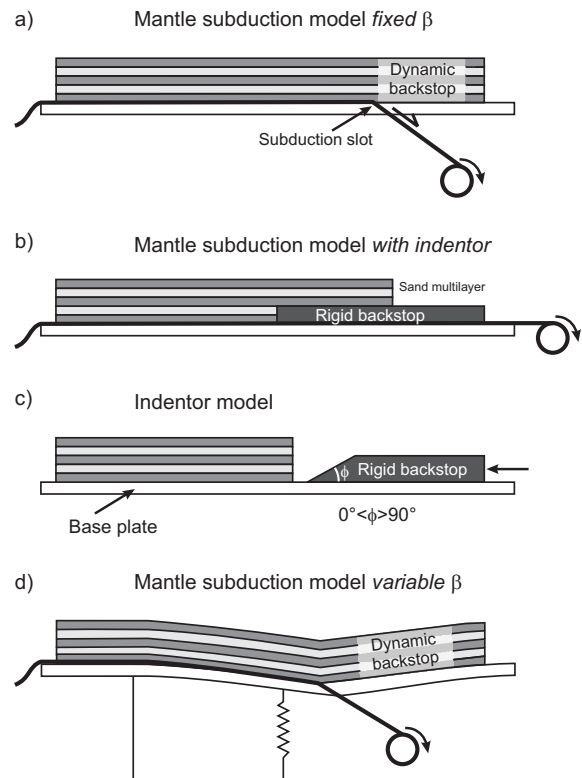 a) Mantle subduction model fixed β
Dynamic
backstop
Subduction slot
b) Mantle subduction model with indentor
Sand multilayer
Rigid backstop
c) Indentor model
ϕ Rigid backstop
Base plate
0°<ϕ>90°
d) Mantle subduction model variable β
Dynamic
backstop